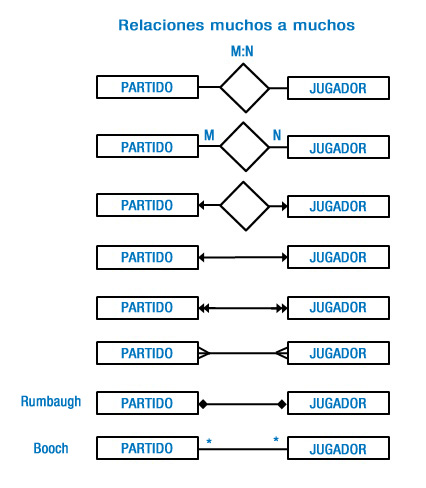 Relaciones muchos a muchos
M:N
PARTIDO JUGADOR
PARTIDO M N JUGADOR
PARTIDO JUGADOR
PARTIDO JUGADOR
PARTIDO JUGADOR
PARTIDO JUGADOR
Rumbaugh PARTIDO JUGADOR
Booch PARTIDO * * JUGADOR